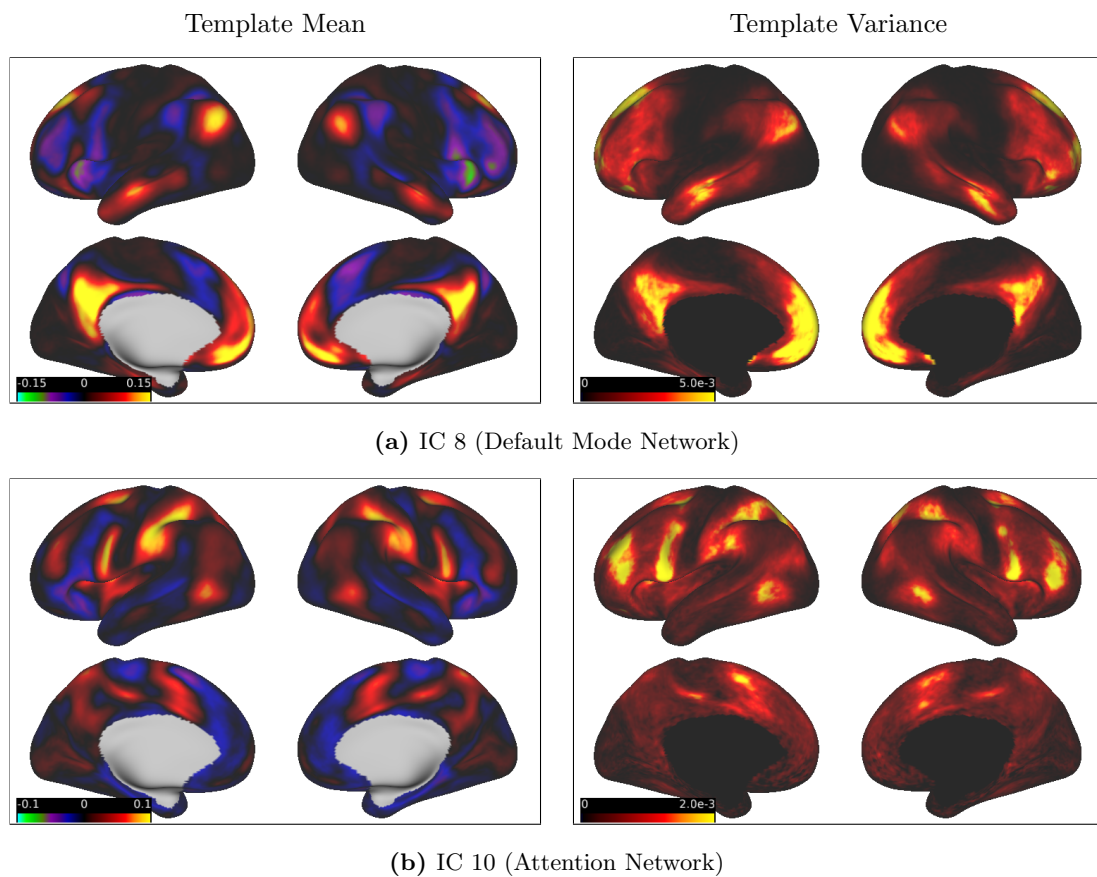 Template Mean
Template Variance
-0.15 0 0.15
0 5.0e-3
(a) IC 8 (Default Mode Network)
-0.1 0 0.1
0 2.0e-3
(b) IC 10 (Attention Network)